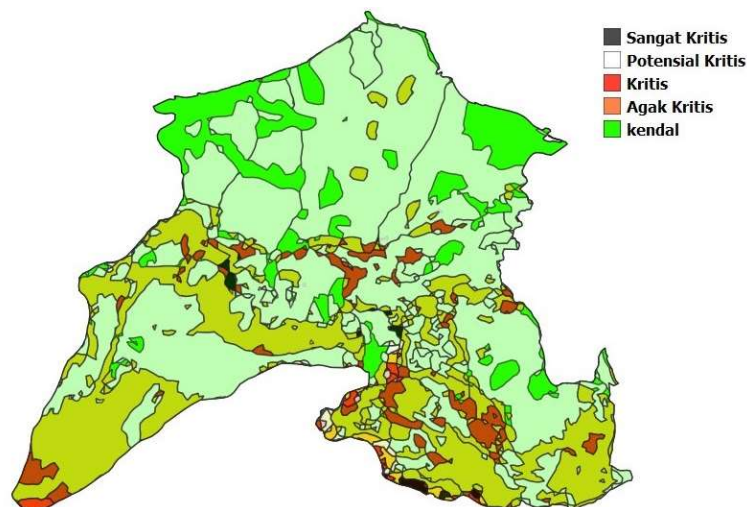 Sangat Kritis
Potensial Kritis
Kritis
Agak Kritis
kendal